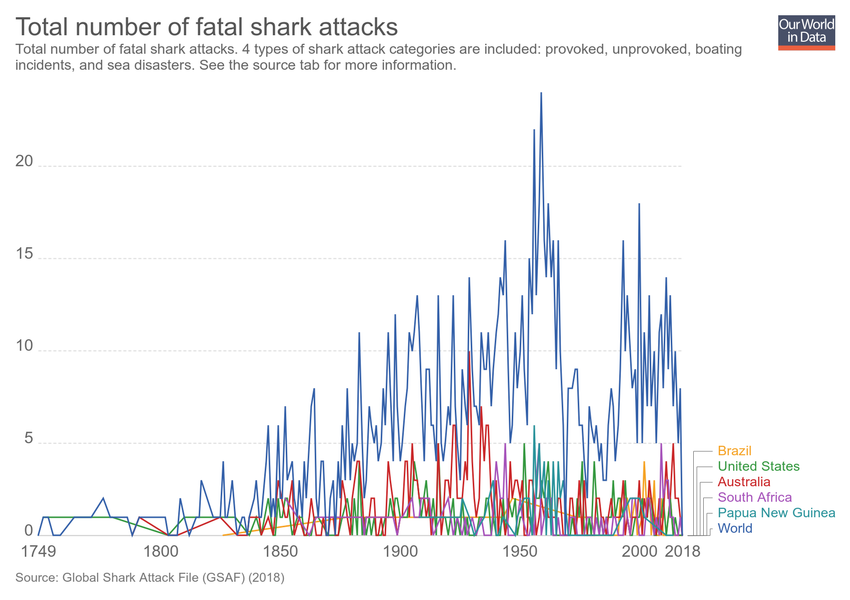 Total number of fatal shark attacks
Our World
in Data
Total number of fatal shark attacks. 4 types of shark attack categories are included: provoked, unprovoked, boating
incidents, and sea disasters. See the source tab for more information.
20
15
10
5
0
1749
1800
1850
1900
1950
2000
2018
Brazil
United States
Australia
South Africa
Papua New Guinea
World
Source: Global Shark Attack File (GSAF) (2018)